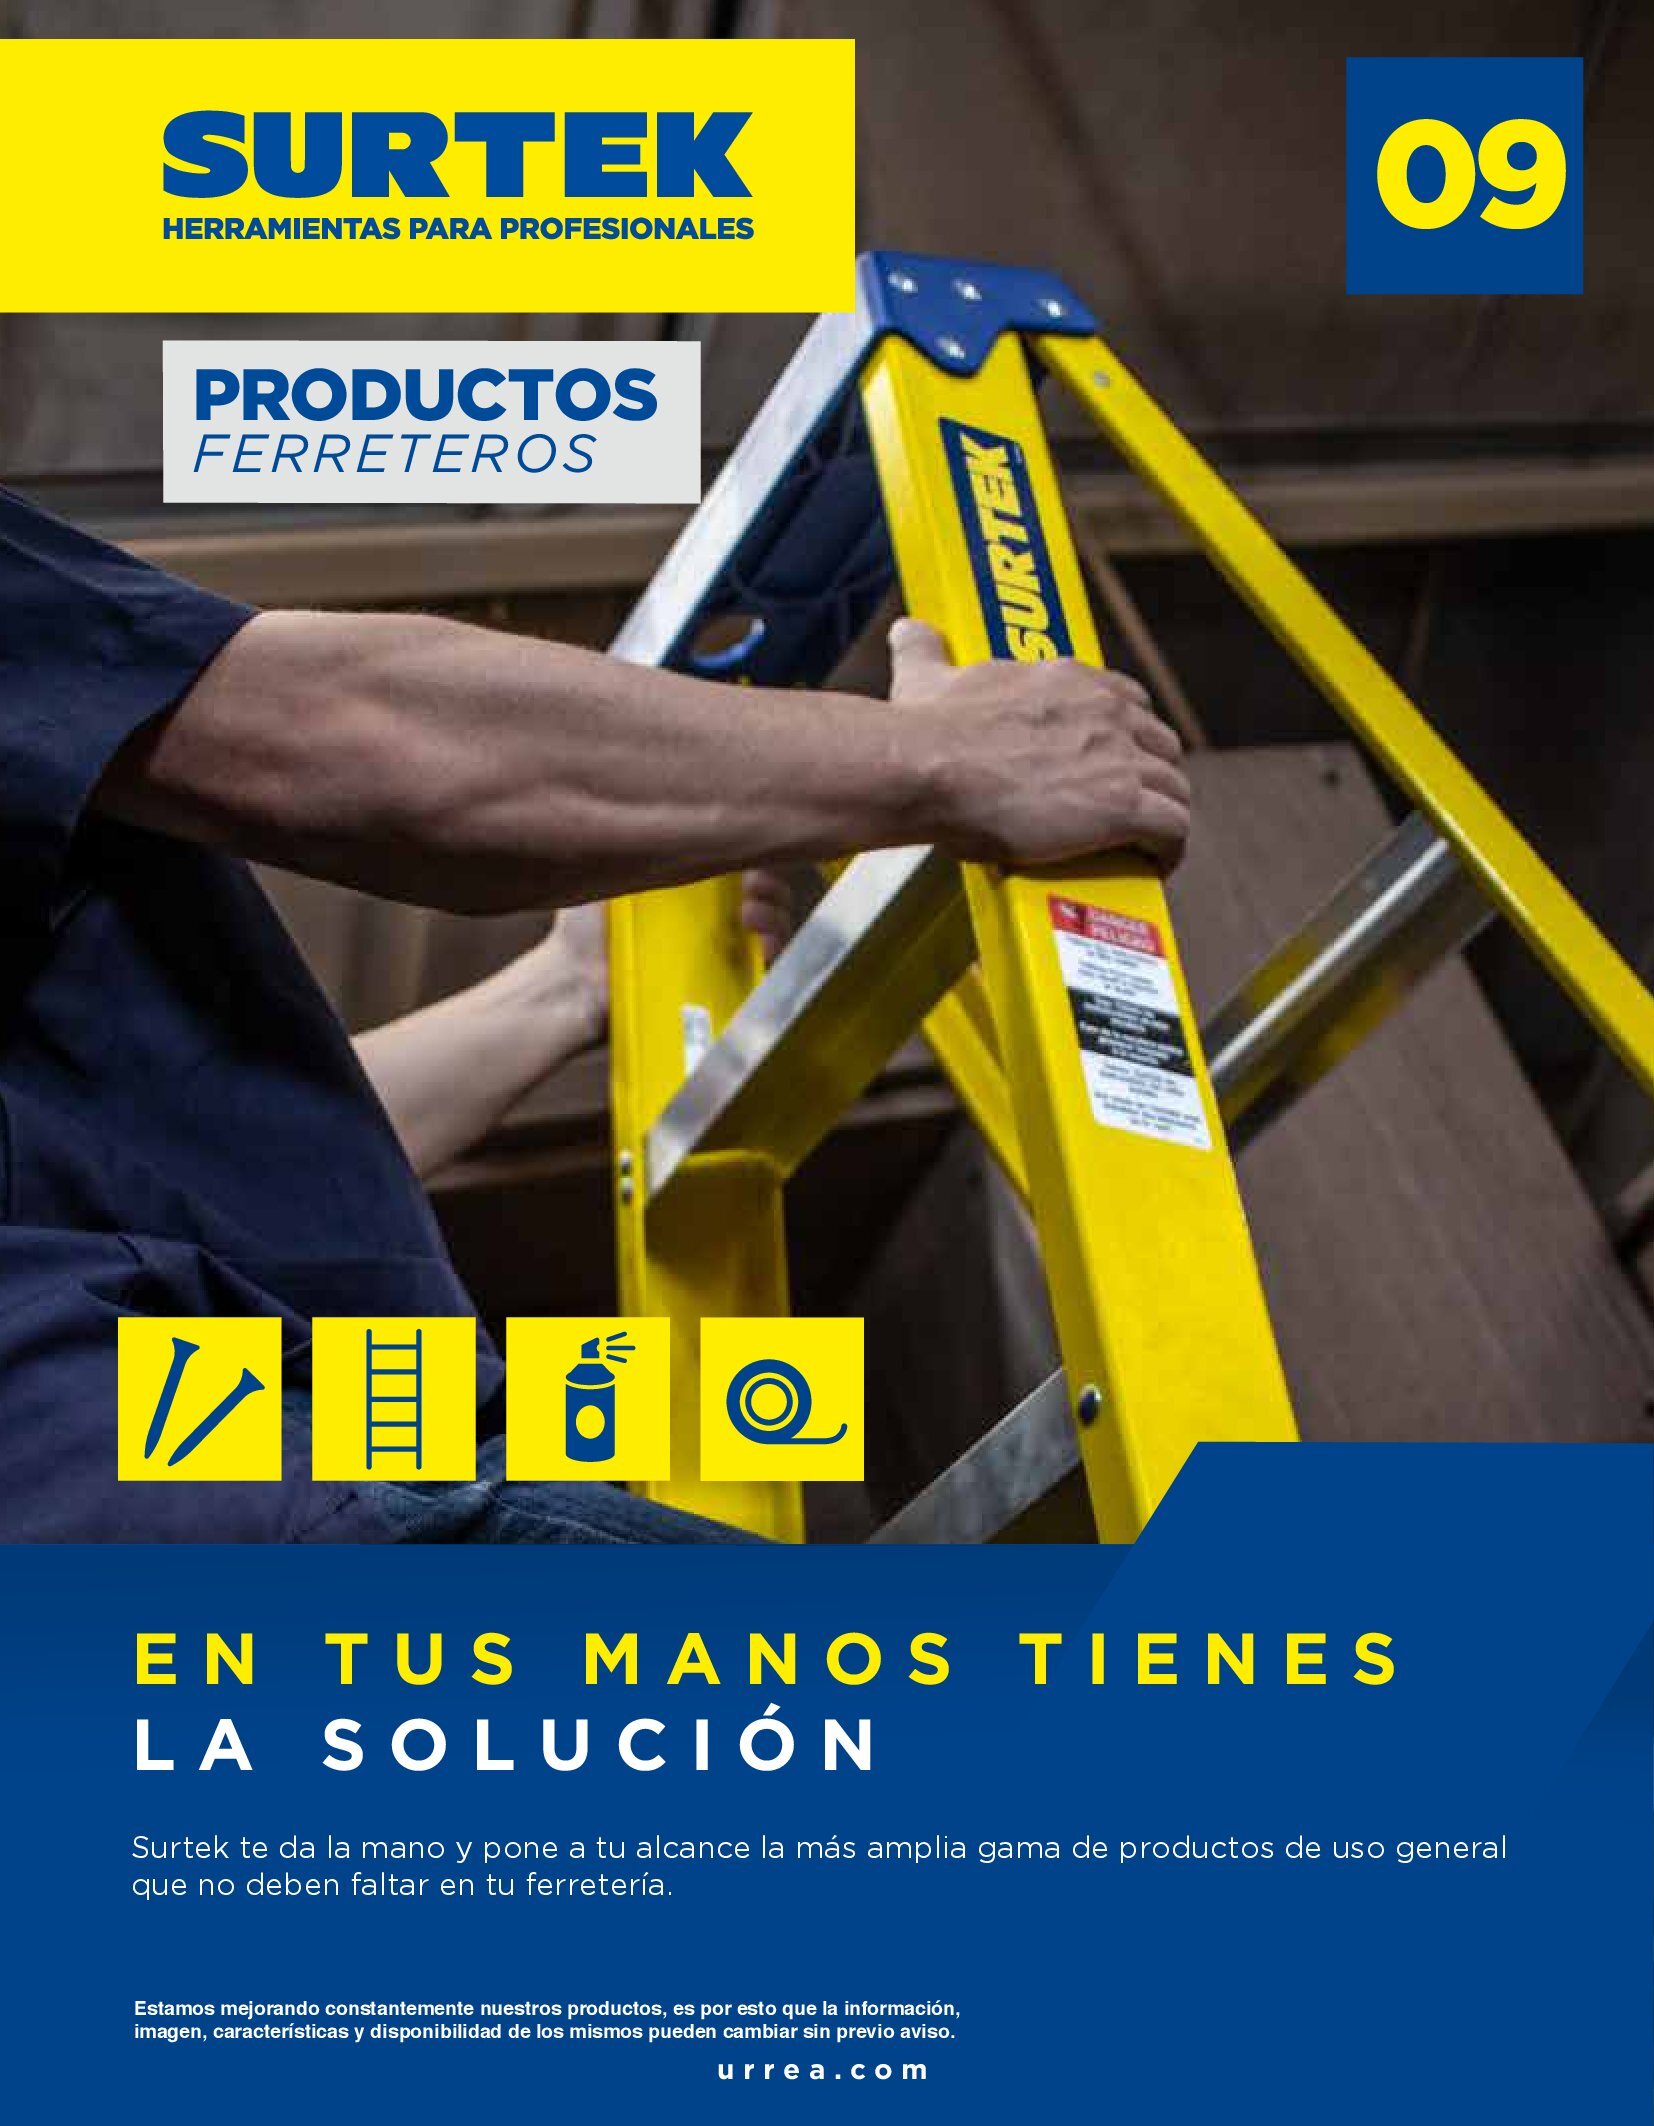 SURTEK
HERRAMIENTAS PARA PROFESIONALES
09
PRODUCTOS
FERRETEROS
SURTEK
PELIGRO
EN TUS MANOS TIENES
LA SOLUCIÓN
Surtek te da la mano y pone a tu alcance la más amplia gama de productos de uso general
que no deben faltar en tu ferretería.
Estamos mejorando constantemente nuestros productos, es por esto que la información,
imagen, características y disponibilidad de los mismos pueden cambiar sin previo aviso.
urrea.com